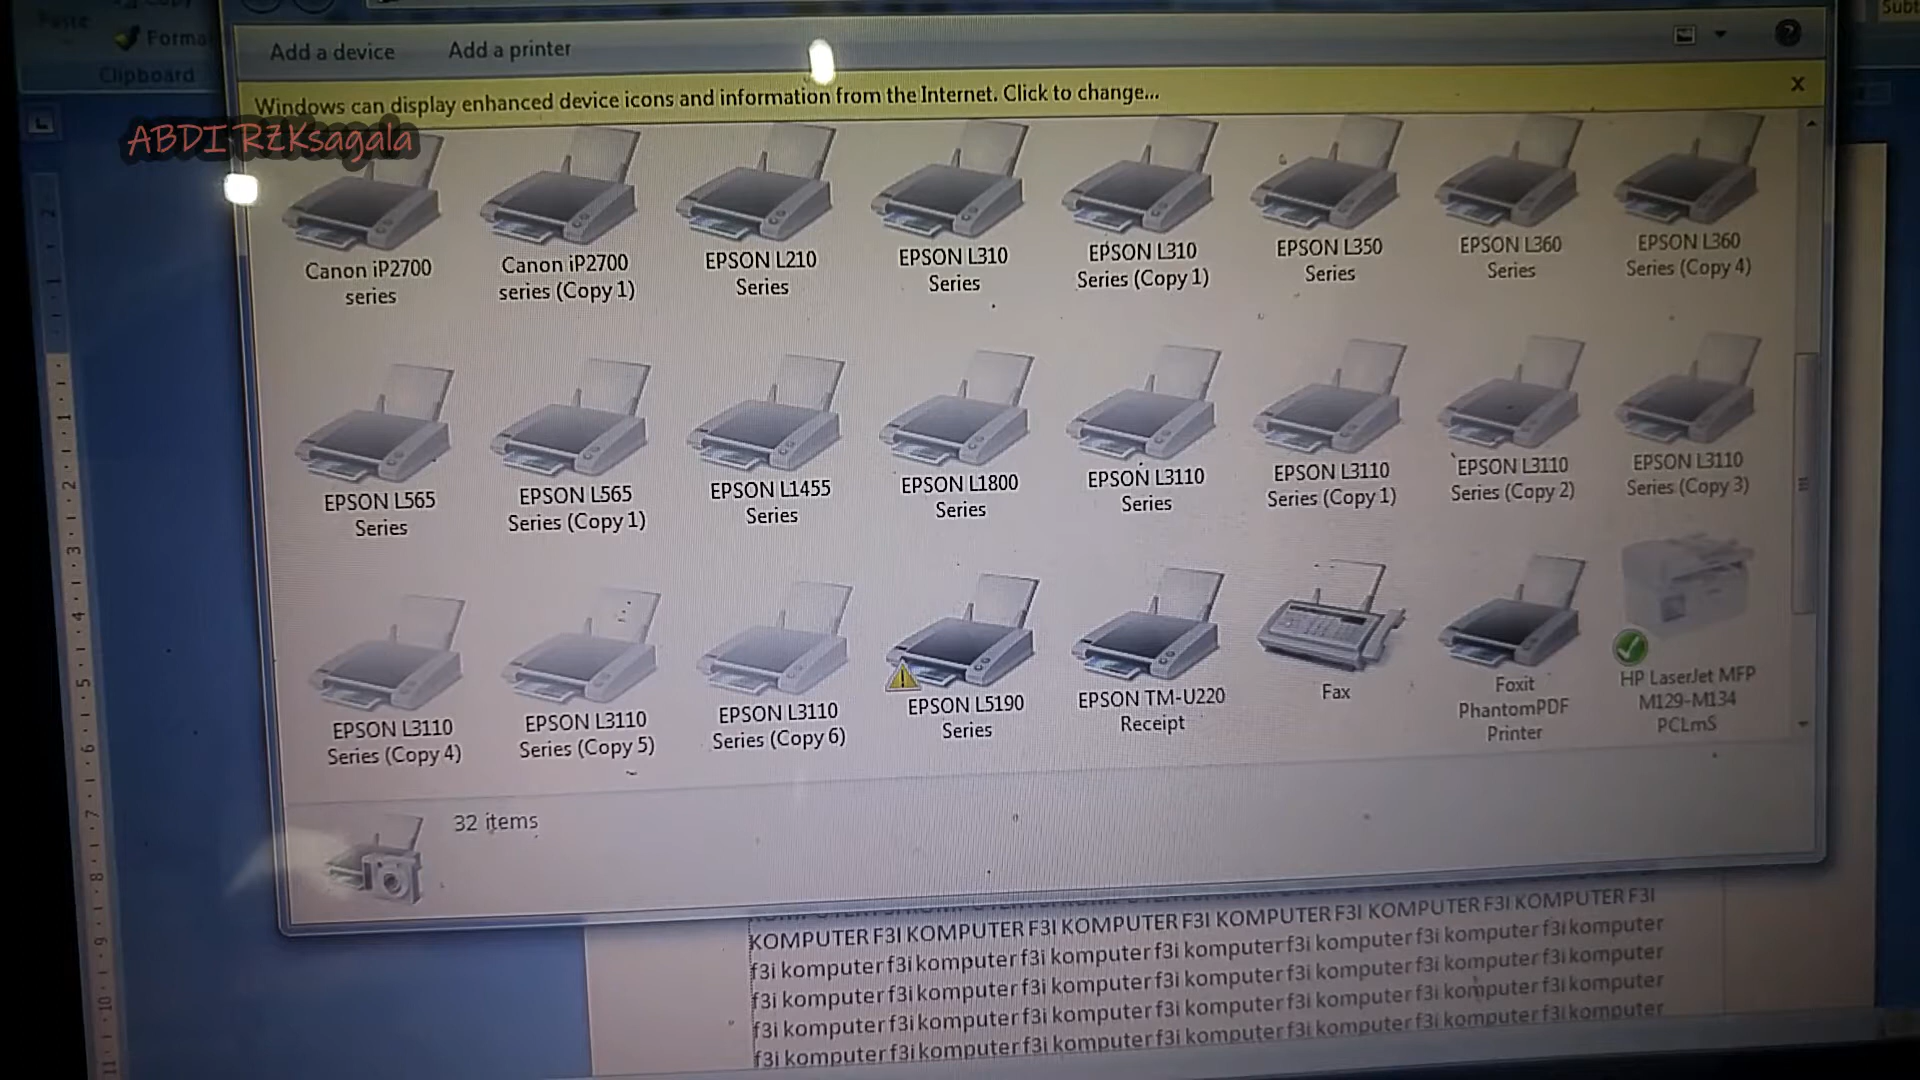 Paste
Copy
Forma
Clipboard
Subt
Add a device
Add a printer
Windows can display enhanced device icons and information from the Internet. Click to change...
x
ABDI RZKsagala
Canon iP2700
series
Canon iP2700
series (Copy 1)
EPSON L210
Series
EPSON L310
Series
EPSON L310
Series (Copy 1)
EPSON L350
Series
EPSON L360
Series
EPSON L360
Series (Copy 4)
EPSON L565
Series
EPSON L565
Series (Copy 1)
EPSON L1455
Series
EPSON L1800
Series
EPSON L3110
Series
EPSON L3110
Series (Copy 1)
EPSON L3110
Series (Copy 2)
EPSON L3110
Series (Copy 3)
EPSON L3110
Series (Copy 4)
EPSON L3110
Series (Copy 5)
EPSON L3110
Series (Copy 6)
EPSON L5190
Series
EPSON TM-U220
Receipt
Fax
Foxit
PhantomPDF
Printer
HP LaserJet MFP
M129-M134
PCLmS
32 items
KOMPUTER F3I KOMPUTER F3I KOMPUTER F3I KOMPUTER F3I KOMPUTER F3I KOMPUTER F3I
f3i komputer f3i komputer f3i komputer f3i komputer f3i komputer f3i komputer
f3i komputer f3i komputer f3i komputer f3i komputer f3i komputer f3i komputer
f3i komputer f3i komputer f3i komputer f3i komputer f3i komputer f3i komputer
f3i komputer f3i komputer f3i komputer f3i komputer f3i komputer f3i komputer